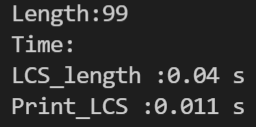 Length:99
Time:
LCS_length :0.04 s
Print_LCS :0.011 s